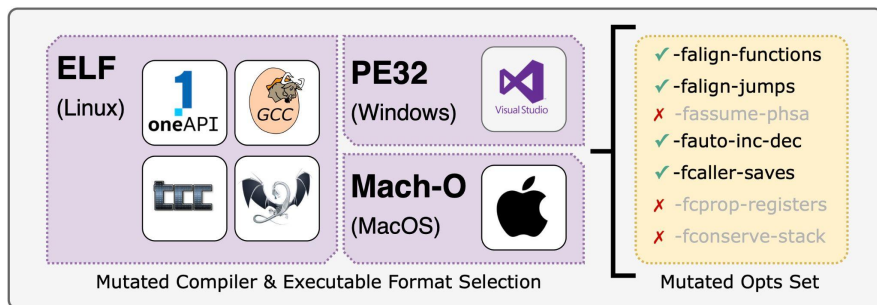 ELF
(Linux)
1
oneAPI
GCC
tcc
PE32
(Windows)
Visual Studio
Mach-O
(MacOS)
Mutated Compiler & Executable Format Selection
✓ -falign-functions
✓ -falign-jumps
✗ -fassume-phsa
✓ -fauto-inc-dec
✓ -fcaller-saves
✗ -fcprop-registers
✗ -fconserve-stack
Mutated Opts Set